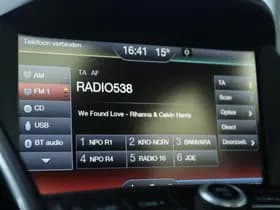 Telefoon verbinden
16:41 15°
AM
TA AF
TA
FM 1
RADIO538
Scan
CD
Opties
We Found Love - Rihanna & Calvin Harris
USB
Direct
1 NPO R1 2 KRO-NCRV 3 BNNVARA
BT audio
Doorzoek.
4 NPO R4 5 RADIO 10 6 JOE